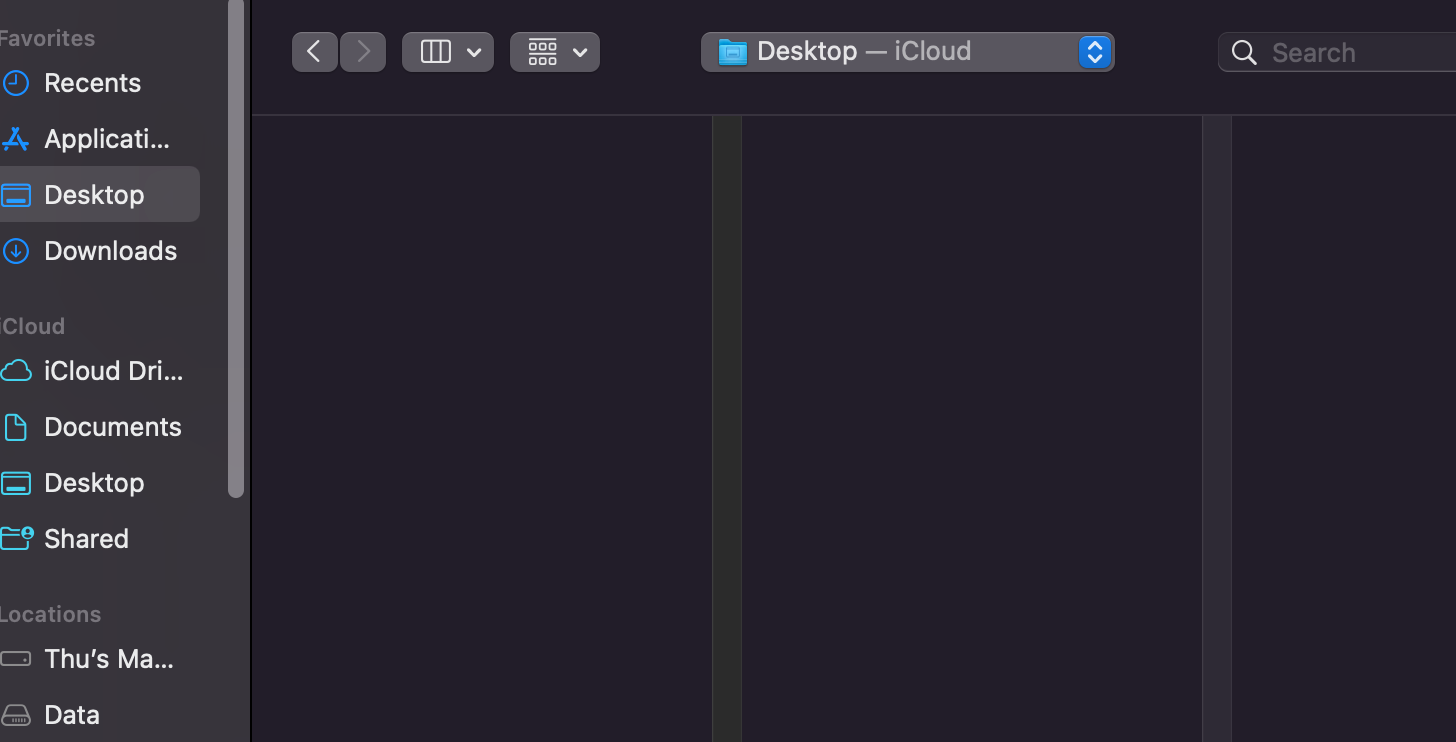 Favorites
Recents
Applicati...
Desktop
Downloads
iCloud
iCloud Dri...
Documents
Desktop
Shared
Locations
Thu’s Ma...
Data
Desktop — iCloud
Search